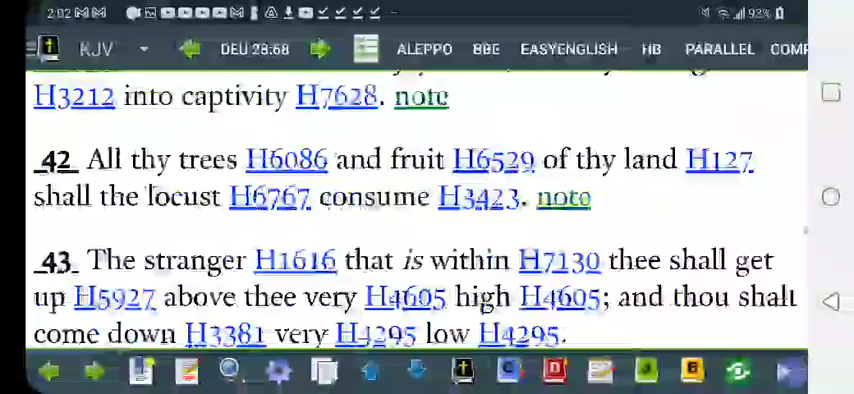 2:02
93%
KJV DEU 28:68 ALEPPO BBE EASYENGLISH HB PARALLEL COMP
H3212 into captivity H7628. note
42 All thy trees H6086 and fruit H6529 of thy land H127
shall the locust H6767 consume H3423. note
43 The stranger H1616 that is within H7130 thee shall get
up H5927 above thee very H4605 high H4605; and thou shalt
come down H3381 very H4295 low H4295.